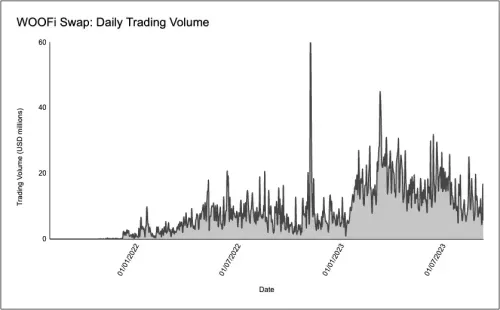 WOOFi Swap: Daily Trading Volume
60
40
20
0
Trading Volume (USD millions)
01/01/2022
01/07/2022
01/01/2023
01/07/2023
Date